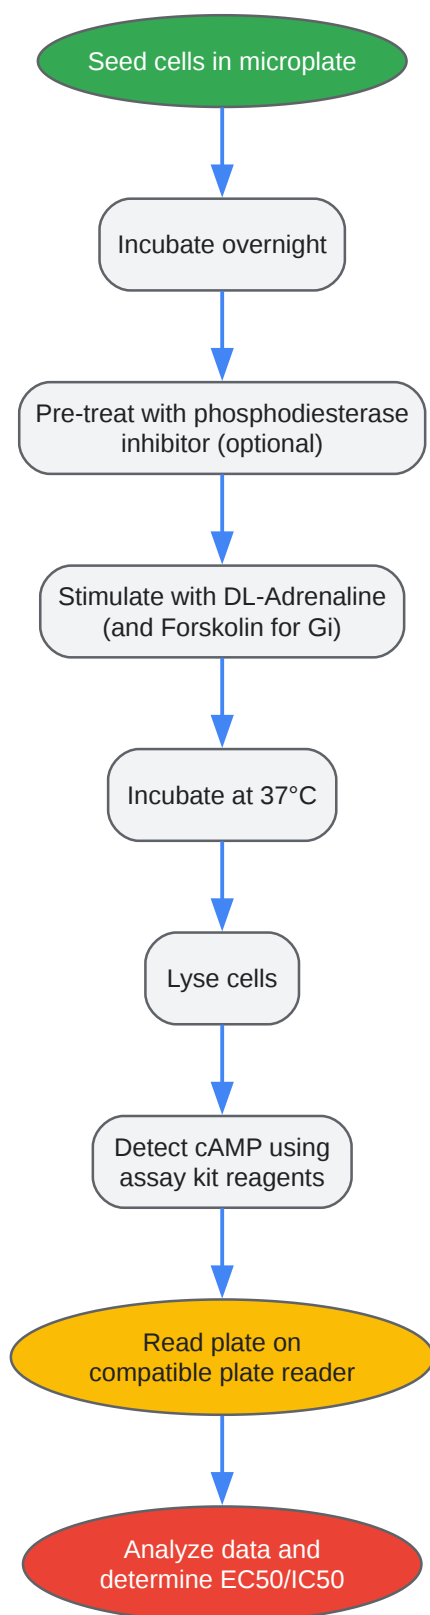 Seed cells in microplate
Incubate overnight
Pre-treat with phosphodiesterase
inhibitor (optional)
Stimulate with DL-Adrenaline
(and Forskolin for Gi)
Incubate at 37°C
Lyse cells
Detect cAMP using
assay kit reagents
Read plate on
compatible plate reader
Analyze data and
determine EC50/IC50